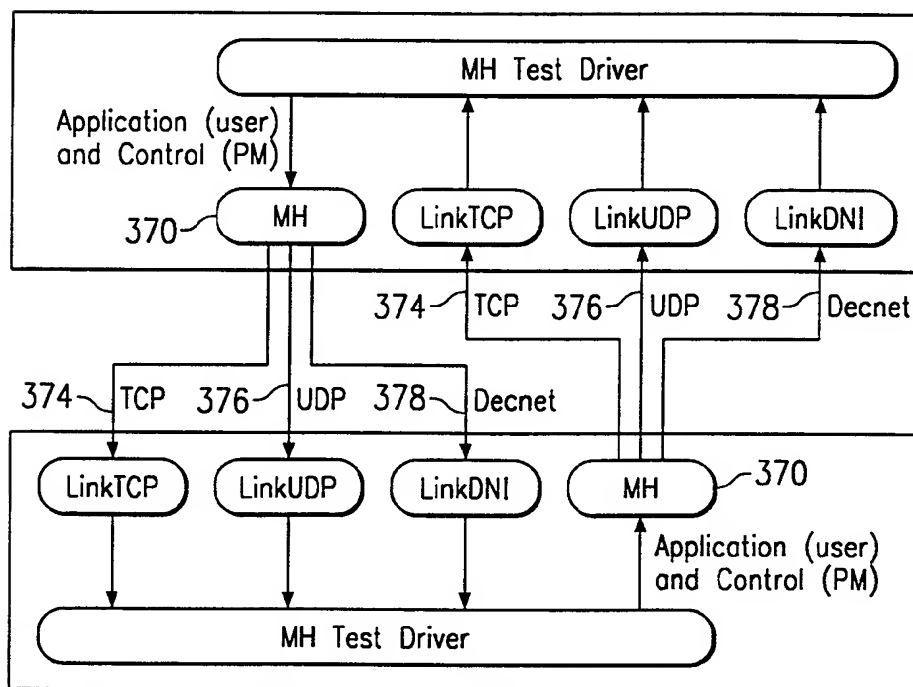 MH Test Driver
Application (user)
and Control (PM)
370
MH
LinkTCP
LinkUDP
LinkDNI
374
TCP
376
UDP
378
Decnet
374
TCP
376
UDP
378
Decnet
LinkTCP
LinkUDP
LinkDNI
MH
370
Application (user)
and Control (PM)
MH Test Driver